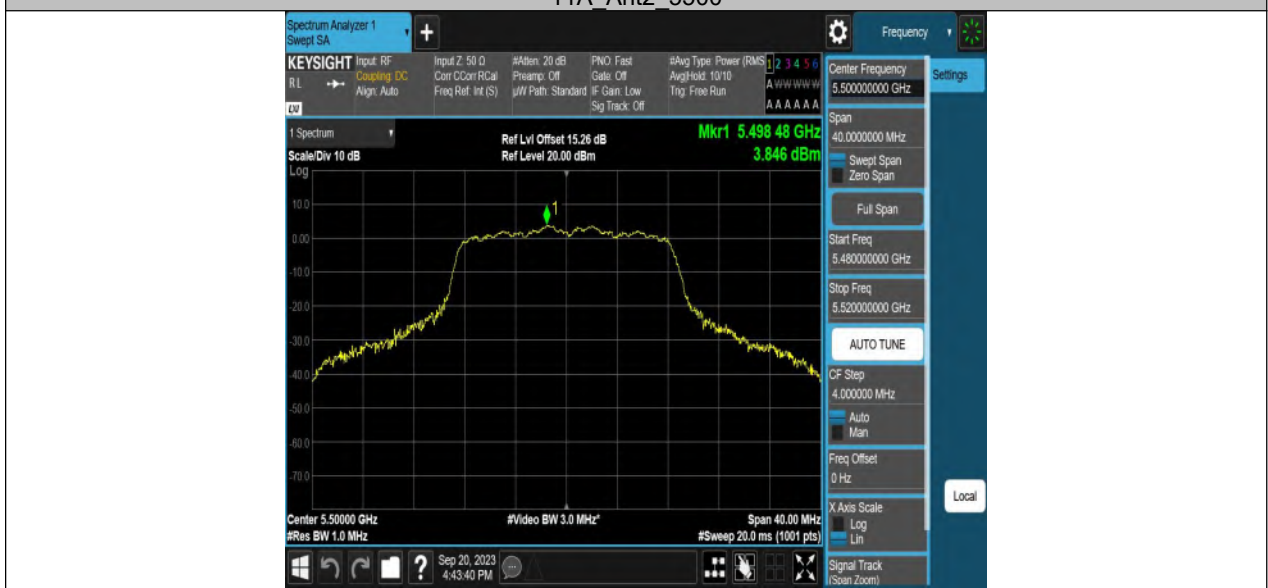 11A_Ant2_5500
Spectrum Analyzer 1
Swept SA
Frequency
KEYSIGHT
RL
LXI
Input: RF
Coupling: DC
Align: Auto
Input Z: 50 Ω
Corr CCorr RCal
Freq Ref: Int (S)
#Atten: 20 dB
Preamp: Off
µW Path: Standard
PNO: Fast
Gate: Off
IF Gain: Low
Sig Track: Off
#Avg Type: Power (RMS
Avg|Hold: 10/10
Trig: Free Run
1 2 3 4 5 6
A W W W W W
A A A A A A
1 Spectrum
Scale/Div 10 dB
Log
Ref Lvl Offset 15.26 dB
Ref Level 20.00 dBm
Mkr1 5.498 48 GHz
3.846 dBm
10.0
0.00
-10.0
-20.0
-30.0
-40.0
-50.0
-60.0
-70.0
1
Center 5.50000 GHz
#Res BW 1.0 MHz
#Video BW 3.0 MHz*
Span 40.00 MHz
#Sweep 20.0 ms (1001 pts)
Sep 20, 2023
4:43:40 PM
Center Frequency
5.500000000 GHz
Settings
Span
40.0000000 MHz
Swept Span
Zero Span
Full Span
Start Freq
5.480000000 GHz
Stop Freq
5.520000000 GHz
AUTO TUNE
CF Step
4.000000 MHz
Auto
Man
Freq Offset
0 Hz
X Axis Scale
Log
Lin
Local
Signal Track
(Span Zoom)